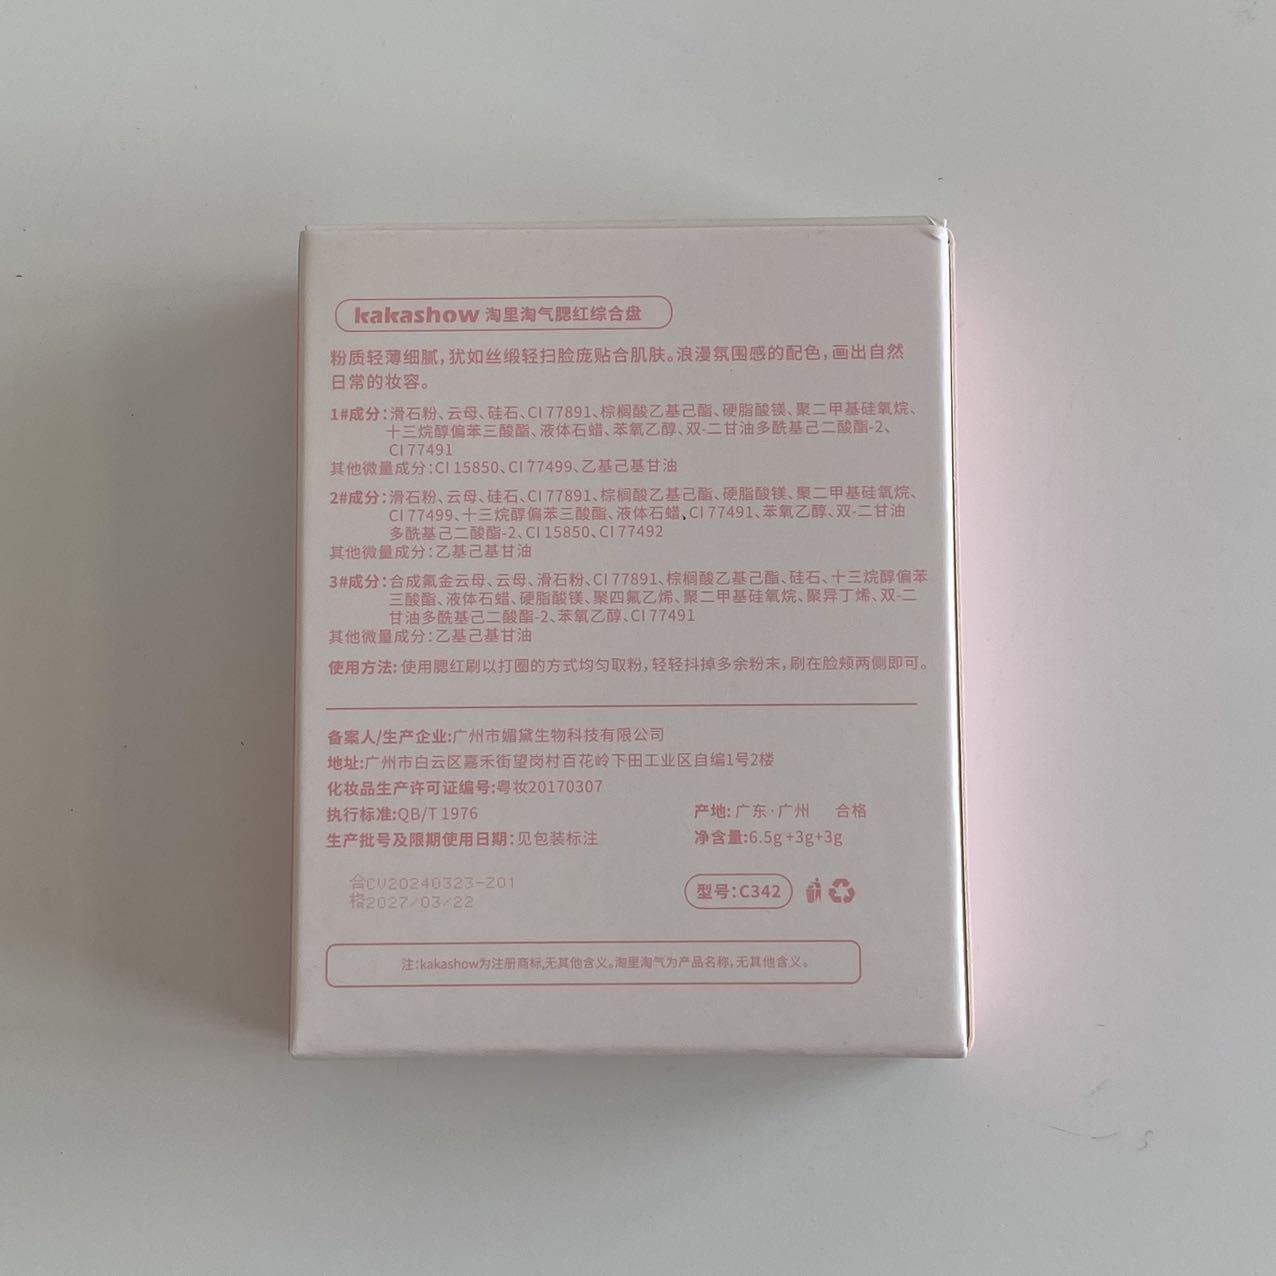 kakashow 淘里淘气腮红综合盘
粉质轻薄细腻,犹如丝缎轻扫脸庞贴合肌肤。浪漫氛围感的配色,画出自然
日常的妆容。
1#成分:滑石粉、云母、硅石、CI 77891、棕榈酸乙基己酯、硬脂酸镁、聚二甲基硅氧烷、
十三烷醇偏苯三酸酯、液体石蜡、苯氧乙醇、双-二甘油多酰基己二酸酯-2、
CI 77491
其他微量成分:CI 15850、CI 77499、乙基己基甘油
2#成分:滑石粉、云母、硅石、CI 77891、棕榈酸乙基己酯、硬脂酸镁、聚二甲基硅氧烷、
CI 77499、十三烷醇偏苯三酸酯、液体石蜡、CI 77491、苯氧乙醇、双-二甘油
多酰基己二酸酯-2、CI 15850、CI 77492
其他微量成分:乙基己基甘油
3#成分:合成氟金云母、云母、滑石粉、CI 77891、棕榈酸乙基己酯、硅石、十三烷醇偏苯
三酸酯、液体石蜡、硬脂酸镁、聚四氟乙烯、聚二甲基硅氧烷、聚异丁烯、双-二
甘油多酰基己二酸酯-2、苯氧乙醇、CI 77491
其他微量成分:乙基己基甘油
使用方法:使用腮红刷以打圈的方式均匀取粉,轻轻抖掉多余粉末,刷在脸颊两侧即可。
备案人/生产企业:广州市媚黛生物科技有限公司
地址:广州市白云区嘉禾街望岗村百花岭下田工业区自编1号2楼
化妆品生产许可证编号:粤妆20170307
执行标准:QB/T 1976 产地:广东·广州 合格
生产批号及限期使用日期:见包装标注 净含量:6.5g+3g+3g
合CV20240323-Z01
格2027/03/22
型号:C342
注:kakashow为注册商标,无其他含义。淘里淘气为产品名称,无其他含义。